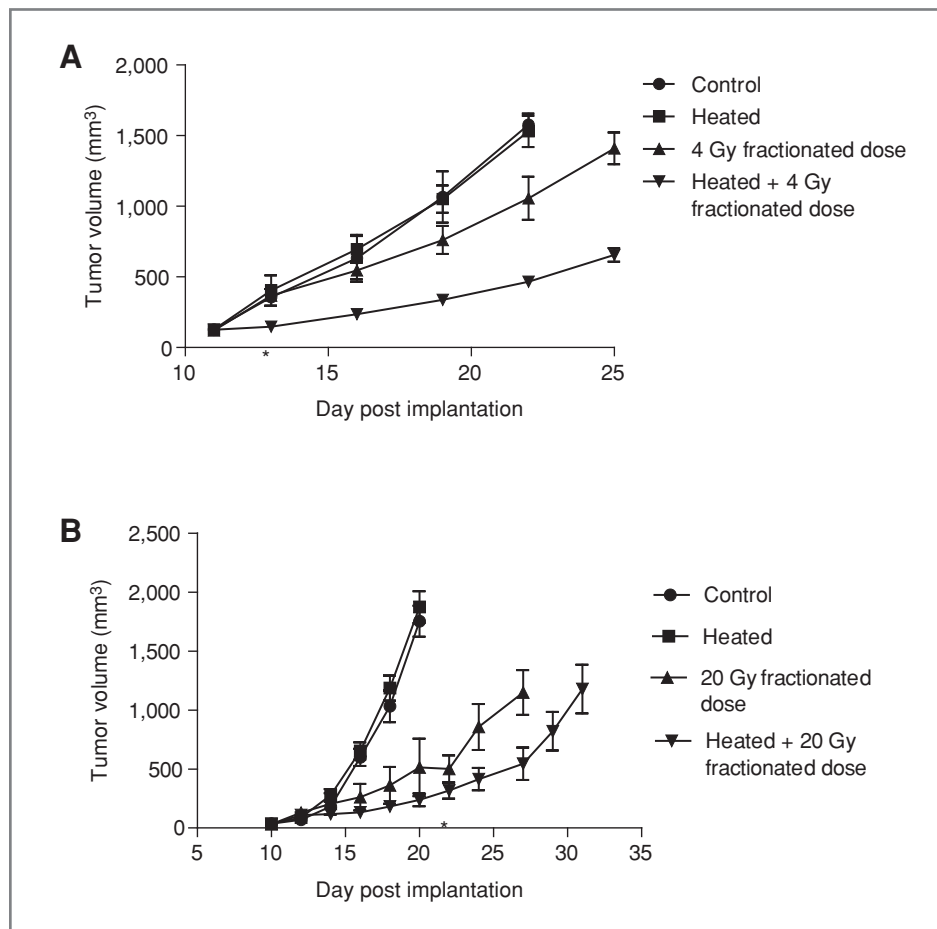 A
2,000
1,500
1,000
500
0
Tumor volume (mm³)
10
15
20
25
*
Day post implantation
Control
Heated
4 Gy fractionated dose
Heated + 4 Gy
fractionated dose
B
2,500
2,000
1,500
1,000
500
0
Tumor volume (mm³)
5
10
15
20
25
30
35
*
Day post implantation
Control
Heated
20 Gy fractionated
dose
Heated + 20 Gy
fractionated dose